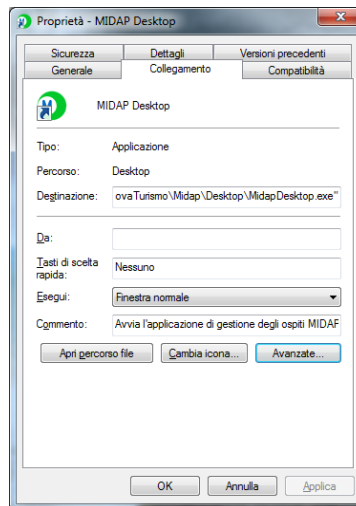 Proprietà - MIDAP Desktop
Sicurezza Dettagli Versioni precedenti
Generale Collegamento Compatibilità
MIDAP Desktop
Tipo: Applicazione
Percorso: Desktop
Destinazione: ovaTurismo\Midap\Desktop\MidapDesktop.exe"
Da:
Tasti di scelta rapida: Nessuno
Esegui: Finestra normale
Commento: Avvia l'applicazione di gestione degli ospiti MIDAF
Apri percorso file Cambia icona... Avanzate...
OK Annulla Applica